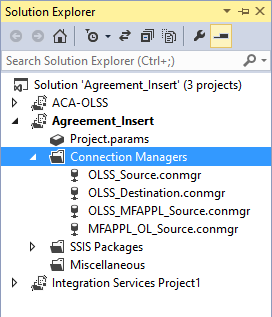 Solution Explorer
Search Solution Explorer (Ctrl+;)
Solution 'Agreement_Insert' (3 projects)
ACA-OLSS
Agreement_Insert
Project.params
Connection Managers
OLSS_Source.conmgr
OLSS_Destination.conmgr
OLSS_MFAPPL_Source.conmgr
MFAPPL_OL_Source.conmgr
SSIS Packages
Miscellaneous
Integration Services Project1